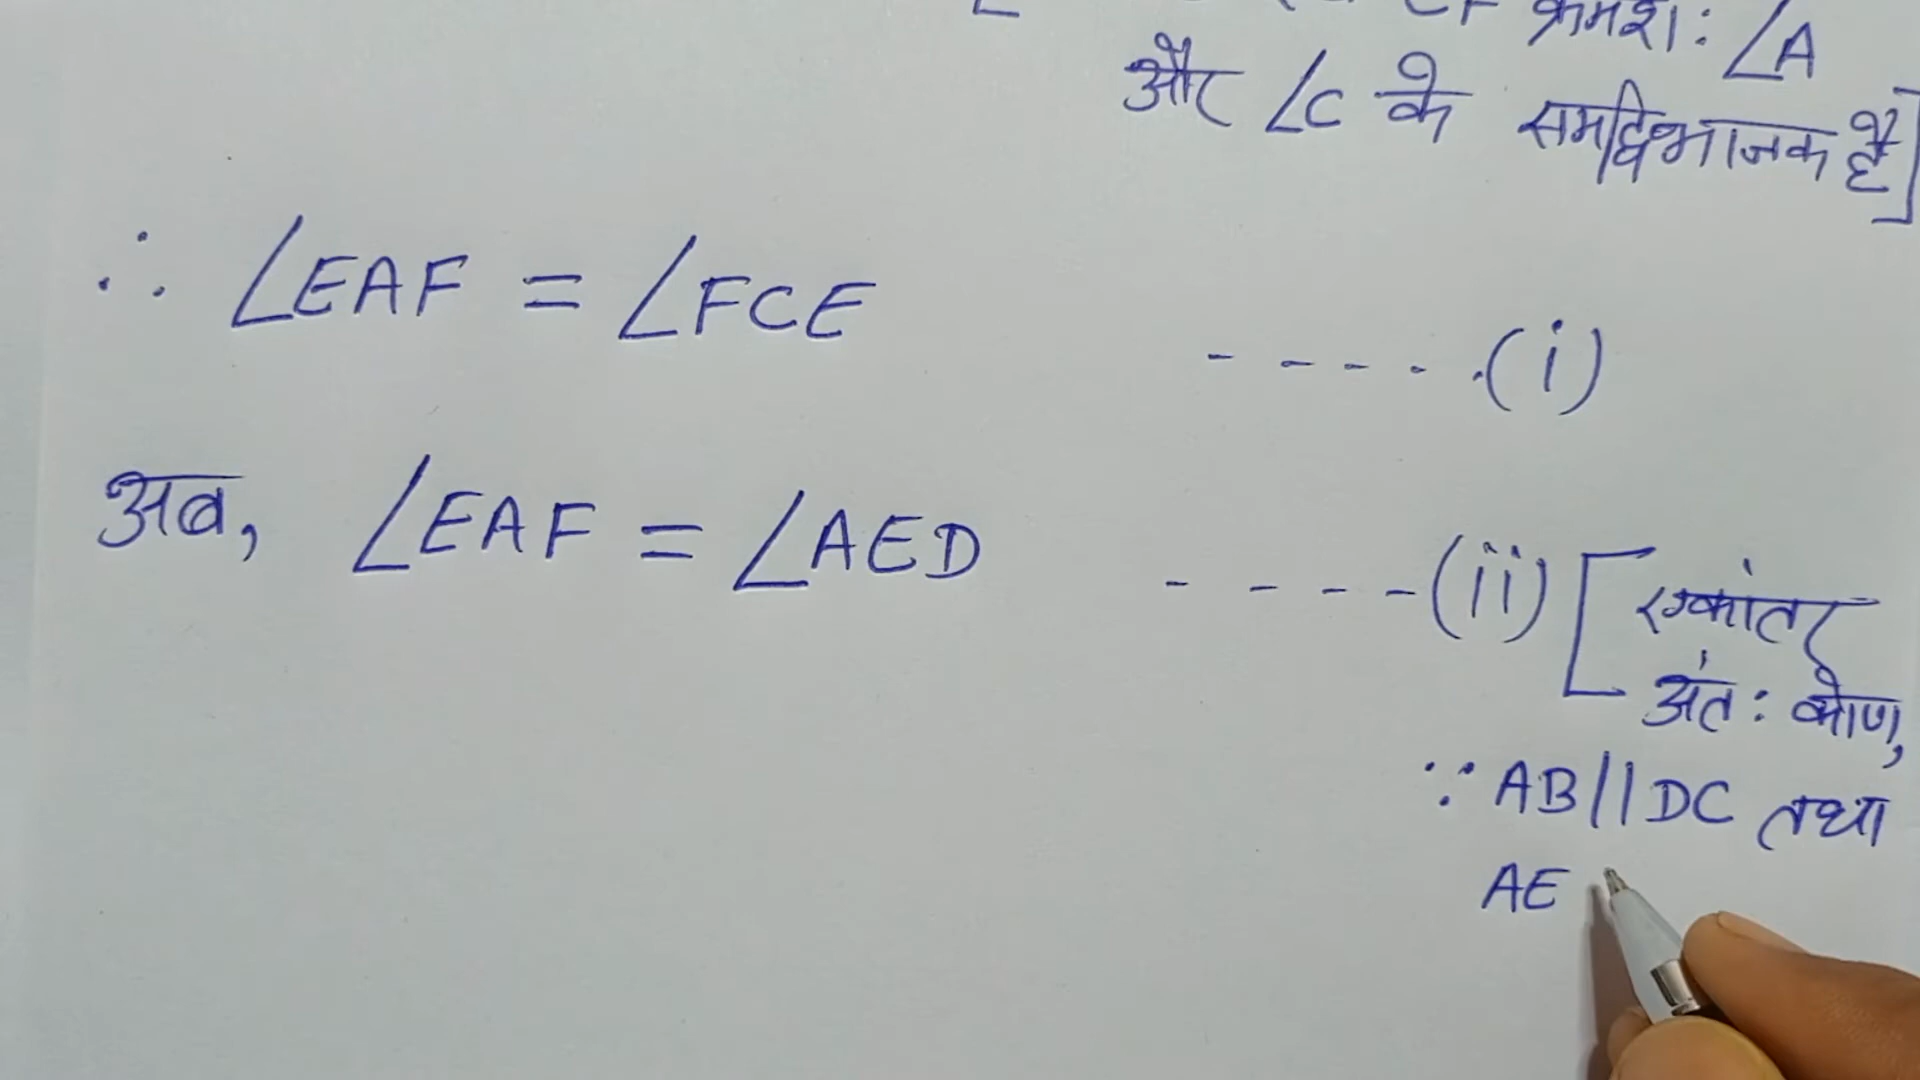 CF क्रमश: ∠A
और ∠C के समद्विभाजक है]
∴ ∠EAF = ∠FCE -----(i)
अब, ∠EAF = ∠AED ----(ii) [एकांतर
अंत: कोण,
∵ AB||DC तथा
AE